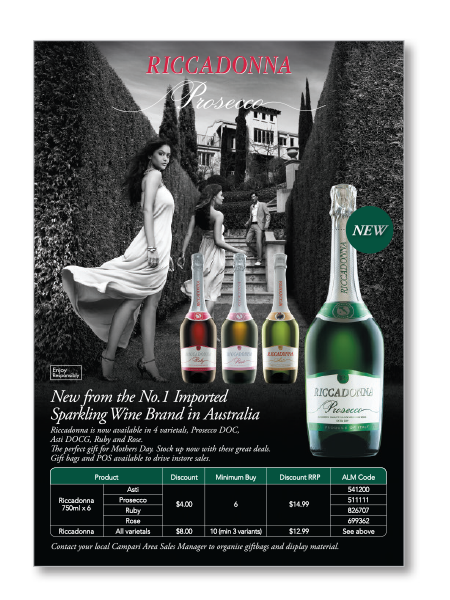 RICCADONNA
Prosecco
NEW
RICCADONNA
RICCADONNA
Prosecco
Enjoy
Responsibly
New from the No.1 Imported
Sparkling Wine Brand in Australia
Riccadonna is now available in 4 varietals, Prosecco DOC,
Asti DOCG, Ruby and Rose.
The perfect gift for Mothers Day. Stock up now with these great deals.
Gift bags and POS available to drive instore sales.
Product Discount Minimum Buy Discount RRP ALM Code
Riccadonna
750ml x 6
Asti 541200
Prosecco 511111
Ruby 826707
Rose 699362
$4.00 6 $14.99
Riccadonna All varietals $8.00 10 (min 3 variants) $12.99 See above
Contact your local Campari Area Sales Manager to organise giftbags and display material.